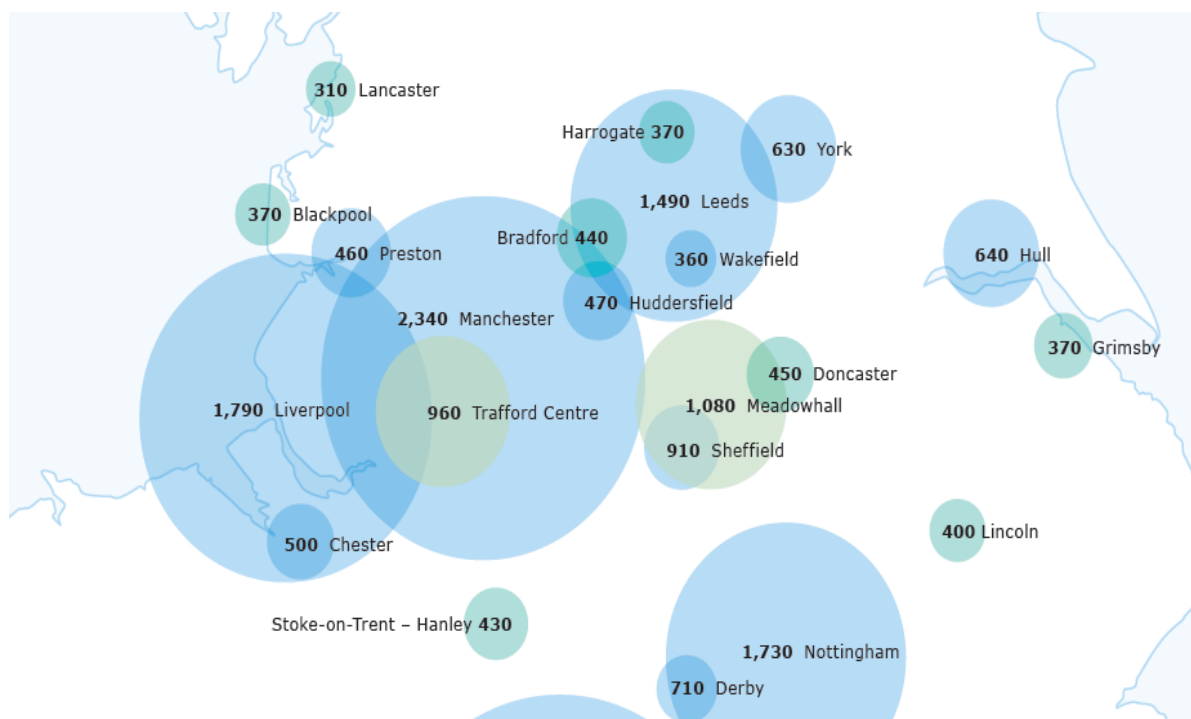 310 Lancaster
Harrogate 370
630 York
1,490 Leeds
370 Blackpool
Bradford 440
460 Preston
360 Wakefield
640 Hull
470 Huddersfield
2,340 Manchester
370 Grimsby
450 Doncaster
1,080 Meadowhall
1,790 Liverpool
960 Trafford Centre
910 Sheffield
400 Lincoln
500 Chester
Stoke-on-Trent – Hanley 430
1,730 Nottingham
710 Derby